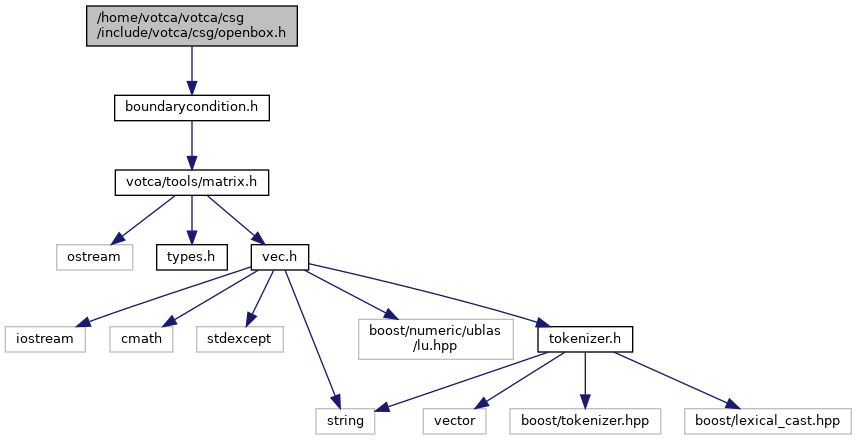 /home/votca/votca/csg
/include/votca/csg/openbox.h
boundarycondition.h
votca/tools/matrix.h
ostream
types.h
vec.h
iostream
cmath
stdexcept
boost/numeric/ublas
/lu.hpp
tokenizer.h
string
vector
boost/tokenizer.hpp
boost/lexical_cast.hpp